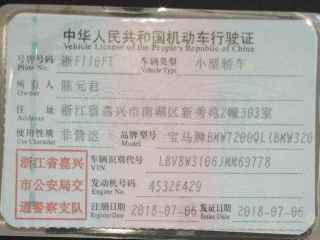 中华人民共和国机动车行驶证
Vehicle License of the People's Republic of China
号牌号码 浙F110FT 车辆类型 小型轿车
Plate No. Vehicle Type
所有人 陈元君
Owner
住址 浙江省嘉兴市南湖区新秀苑2幢303室
Address
使用性质 非营运 品牌型号 宝马牌BMW7200QL(BMW320
Use Character Model
浙江省嘉兴市公安局交通警察支队
车辆识别代号 LBV8W3106JMK69778
VIN
发动机号码 4532E429
Engine No.
注册日期 2018-07-06 发证日期 2018-07-06
Register Date Issue Date